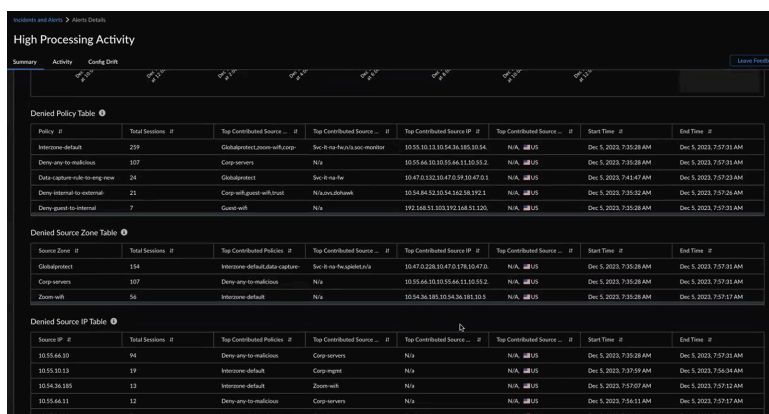 Incidents and Alerts > Alerts Details
High Processing Activity
Summary Activity Config Drift Leave Feedb
Denied Policy Table
Policy Total Sessions Top Contributed Source ... Top Contributed Source ... Top Contributed Source IP Top Contributed Source ... Start Time End Time
Interzone-default 259 Globalprotect,zoom-wifi,corp- Svc-it-na-fw,n/a,soc-monitor 10.55.10.13,10.54.36.185,10.54. N/A, US Dec 5, 2023, 7:35:28 AM Dec 5, 2023, 7:57:31 AM
Deny-any-to-malicious 107 Corp-servers N/a 10.55.66.10,10.55.66.11,10.55.2. N/A, US Dec 5, 2023, 7:35:28 AM Dec 5, 2023, 7:57:31 AM
Data-capture-rule-to-eng-new 24 Globalprotect Svc-it-na-fw 10.47.0.132,10.47.0.59,10.47.0.1 N/A, US Dec 5, 2023, 7:41:47 AM Dec 5, 2023, 7:57:23 AM
Deny-internal-to-external- 21 Corp-wifi,guest-wifi,trust N/a,ovs,dohawk 10.54.84.52,10.54.162.58,192.1 N/A, US Dec 5, 2023, 7:35:32 AM Dec 5, 2023, 7:57:26 AM
Deny-guest-to-internal 7 Guest-wifi N/a 192.168.51.103,192.168.51.120, N/A, US Dec 5, 2023, 7:35:28 AM Dec 5, 2023, 7:57:31 AM
Denied Source Zone Table
Source Zone Total Sessions Top Contributed Policies Top Contributed Source ... Top Contributed Source IP Top Contributed Source ... Start Time End Time
Globalprotect 154 Interzone-default,data-capture- Svc-it-na-fw,spielet,n/a 10.47.0.228,10.47.0.178,10.47.0. N/A, US Dec 5, 2023, 7:35:28 AM Dec 5, 2023, 7:57:31 AM
Corp-servers 107 Deny-any-to-malicious N/a 10.55.66.10,10.55.66.11,10.55.2. N/A, US Dec 5, 2023, 7:35:28 AM Dec 5, 2023, 7:57:31 AM
Zoom-wifi 56 Interzone-default N/a 10.54.36.185,10.54.36.181,10.5 N/A, US Dec 5, 2023, 7:35:28 AM Dec 5, 2023, 7:57:17 AM
Denied Source IP Table
Source IP Total Sessions Top Contributed Policies Top Contributed Source ... Top Contributed Source ... Top Contributed Source ... Start Time End Time
10.55.66.10 94 Deny-any-to-malicious Corp-servers N/a N/A, US Dec 5, 2023, 7:35:28 AM Dec 5, 2023, 7:57:31 AM
10.55.10.13 19 Interzone-default Corp-mgmt N/a N/A, US Dec 5, 2023, 7:37:59 AM Dec 5, 2023, 7:56:34 AM
10.54.36.185 13 Interzone-default Zoom-wifi N/a N/A, US Dec 5, 2023, 7:57:07 AM Dec 5, 2023, 7:57:12 AM
10.55.66.11 12 Deny-any-to-malicious Corp-servers N/a N/A, US Dec 5, 2023, 7:56:11 AM Dec 5, 2023, 7:57:17 AM